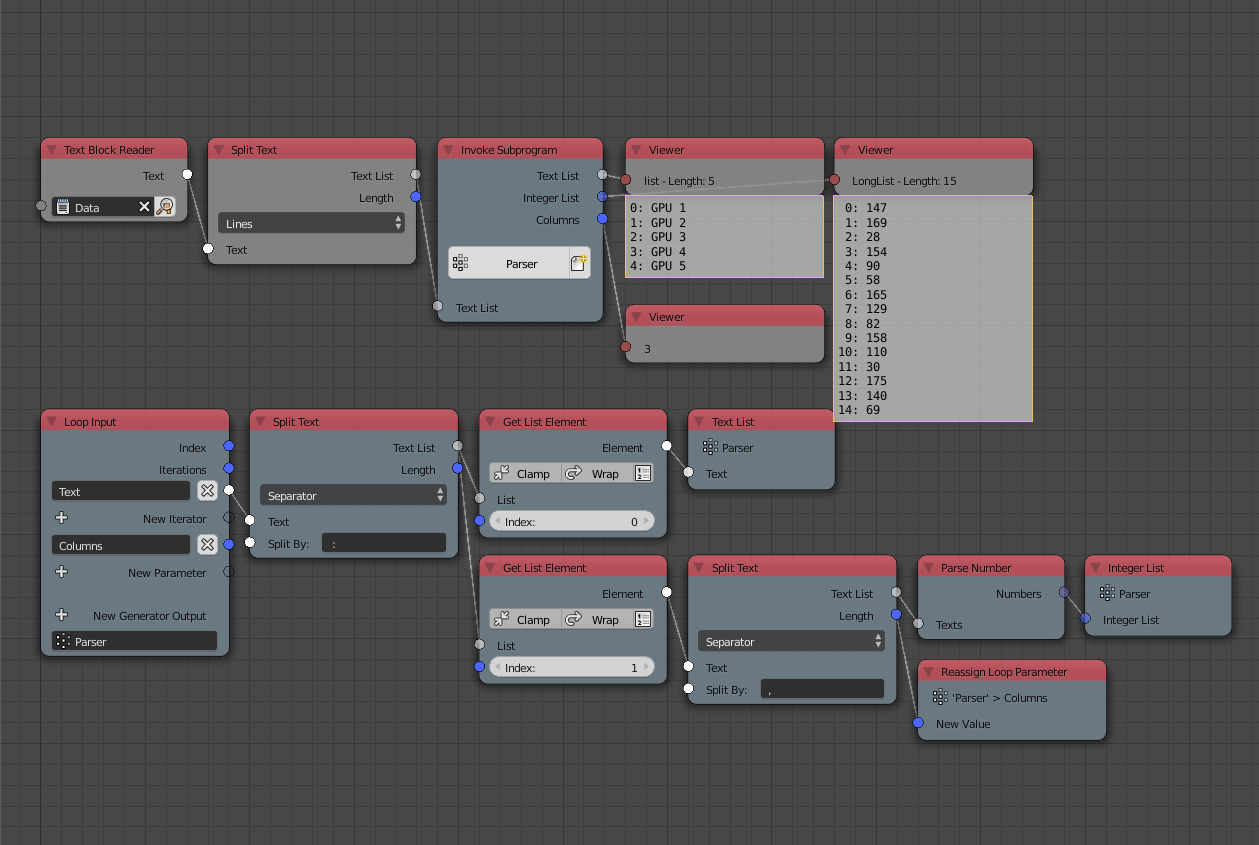 Text Block Reader
Text
Data
Split Text
Text List
Length
Lines
Text
Invoke Subprogram
Text List
Integer List
Columns
Parser
Text List
Viewer
list - Length: 5
0: GPU 1
1: GPU 2
2: GPU 3
3: GPU 4
4: GPU 5
Viewer
3
Viewer
LongList - Length: 15
0: 147
1: 169
2: 28
3: 154
4: 90
5: 58
6: 165
7: 129
8: 82
9: 158
10: 110
11: 30
12: 175
13: 140
14: 69
Loop Input
Index
Iterations
Text
New Iterator
Columns
New Parameter
New Generator Output
Parser
Split Text
Text List
Length
Separator
Text
Split By: :
Get List Element
Element
Clamp Wrap
List
Index: 0
Text List
Parser
Text
Get List Element
Element
Clamp Wrap
List
Index: 1
Split Text
Text List
Length
Separator
Text
Split By: ,
Parse Number
Numbers
Texts
Integer List
Parser
Integer List
Reassign Loop Parameter
'Parser' > Columns
New Value